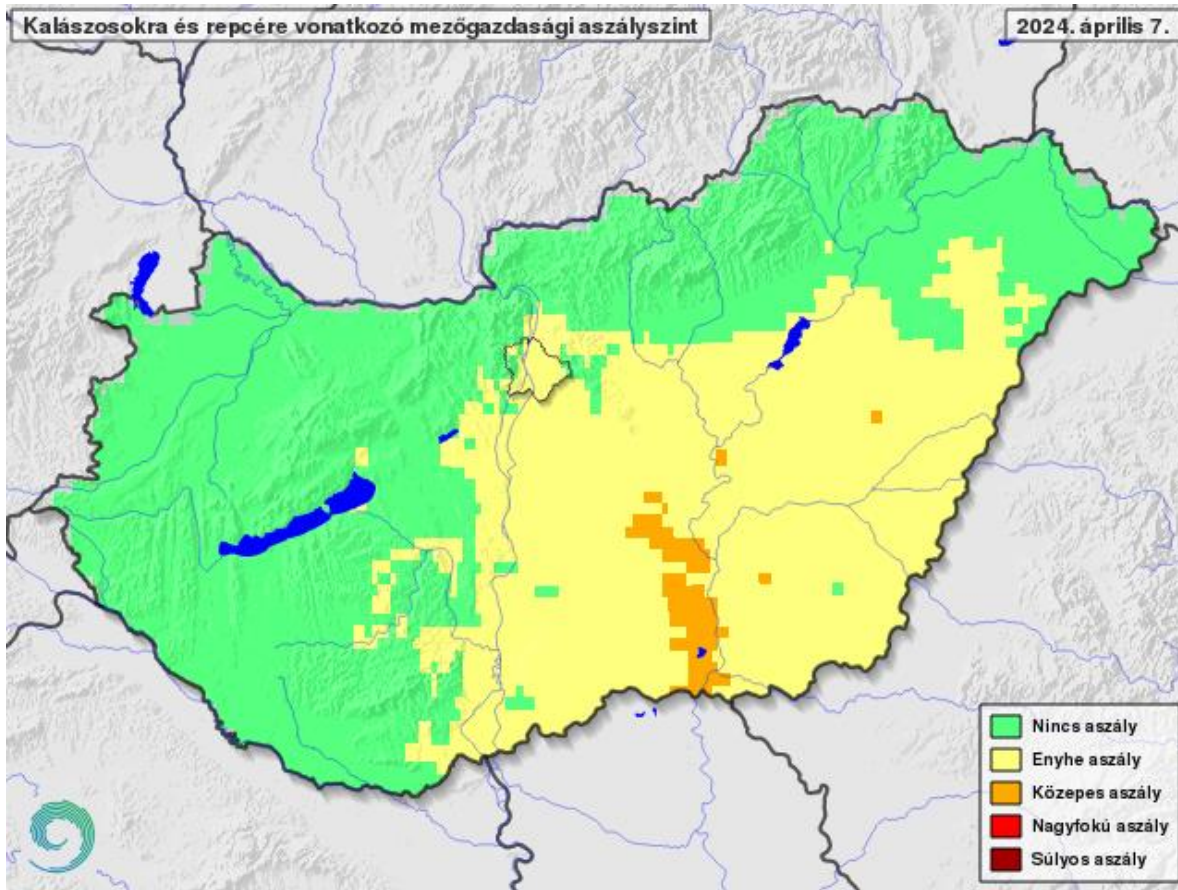 Kalászosokra és repcére vonatkozó mezőgazdasági aszályszint
2024. április 7.
Nincs aszály
Enyhe aszály
Közepes aszály
Nagyfokú aszály
Súlyos aszály